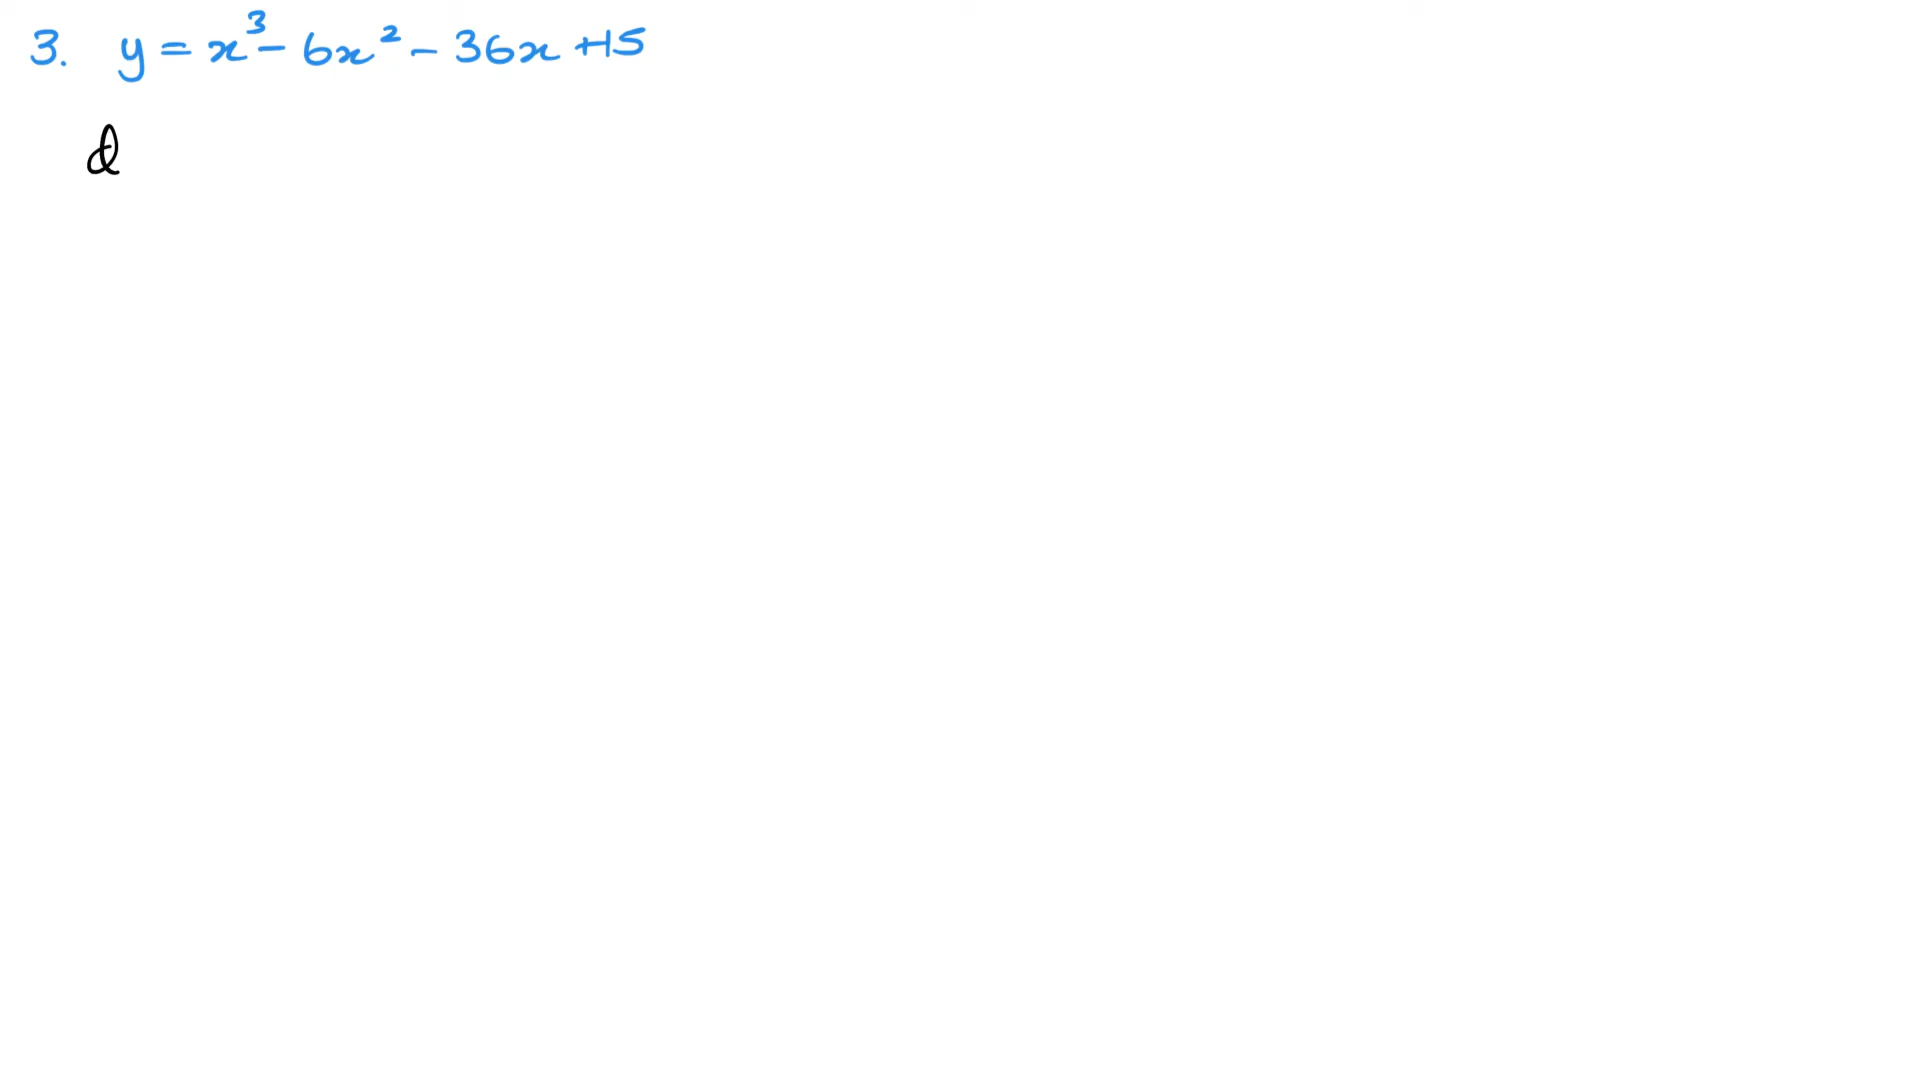 3. y = x³ - 6x² - 36x + 15
d